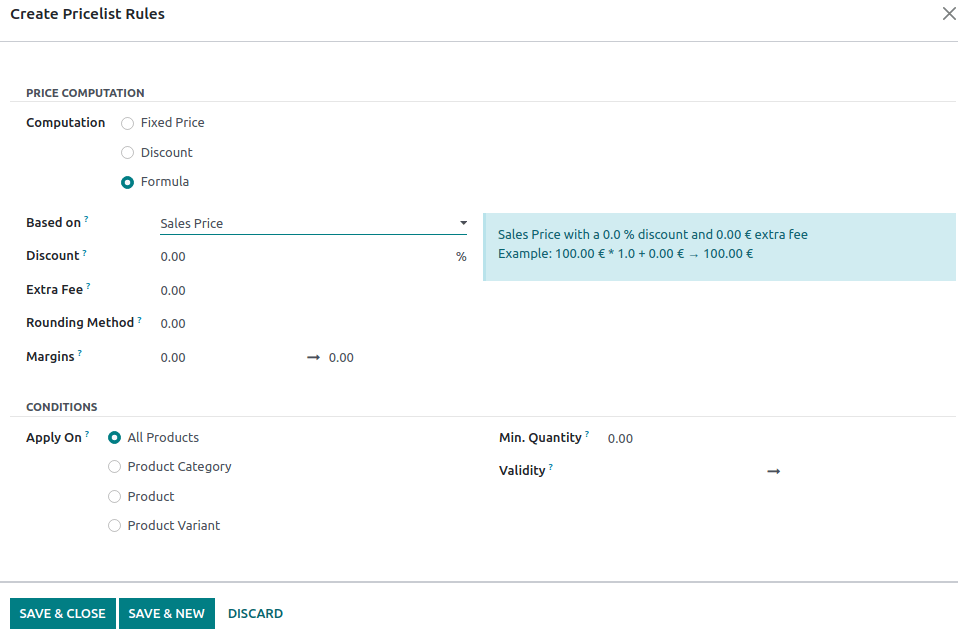 Create Pricelist Rules
PRICE COMPUTATION
Computation
Fixed Price
Discount
Formula
Based on ?
Sales Price
Discount ?
0.00
%
Extra Fee ?
0.00
Rounding Method ?
0.00
Margins ?
0.00 → 0.00
Sales Price with a 0.0 % discount and 0.00 € extra fee
Example: 100.00 € * 1.0 + 0.00 € → 100.00 €
CONDITIONS
Apply On ?
All Products
Product Category
Product
Product Variant
Min. Quantity ?
0.00
Validity ?
→
SAVE & CLOSE
SAVE & NEW
DISCARD